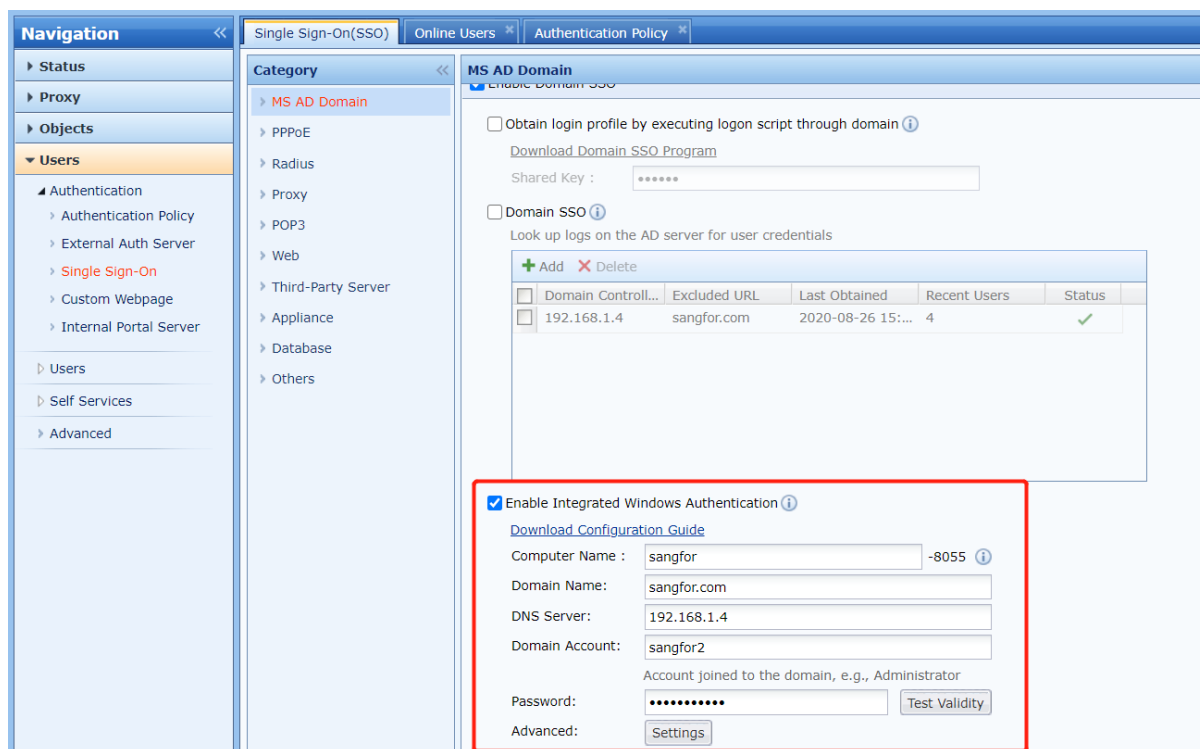 Navigation
Status
Proxy
Objects
Users
Authentication
Authentication Policy
External Auth Server
Single Sign-On
Custom Webpage
Internal Portal Server
Users
Self Services
Advanced
Single Sign-On(SSO)
Online Users
Authentication Policy
Category
MS AD Domain
PPPoE
Radius
Proxy
POP3
Web
Third-Party Server
Appliance
Database
Others
MS AD Domain
Enable Domain SSO
Obtain login profile by executing logon script through domain
Download Domain SSO Program
Shared Key :
Domain SSO
Look up logs on the AD server for user credentials
Add Delete
Domain Controll... Excluded URL Last Obtained Recent Users Status
192.168.1.4 sangfor.com 2020-08-26 15:... 4
Enable Integrated Windows Authentication
Download Configuration Guide
Computer Name : sangfor -8055
Domain Name: sangfor.com
DNS Server: 192.168.1.4
Domain Account: sangfor2
Account joined to the domain, e.g., Administrator
Password: Test Validity
Advanced: Settings